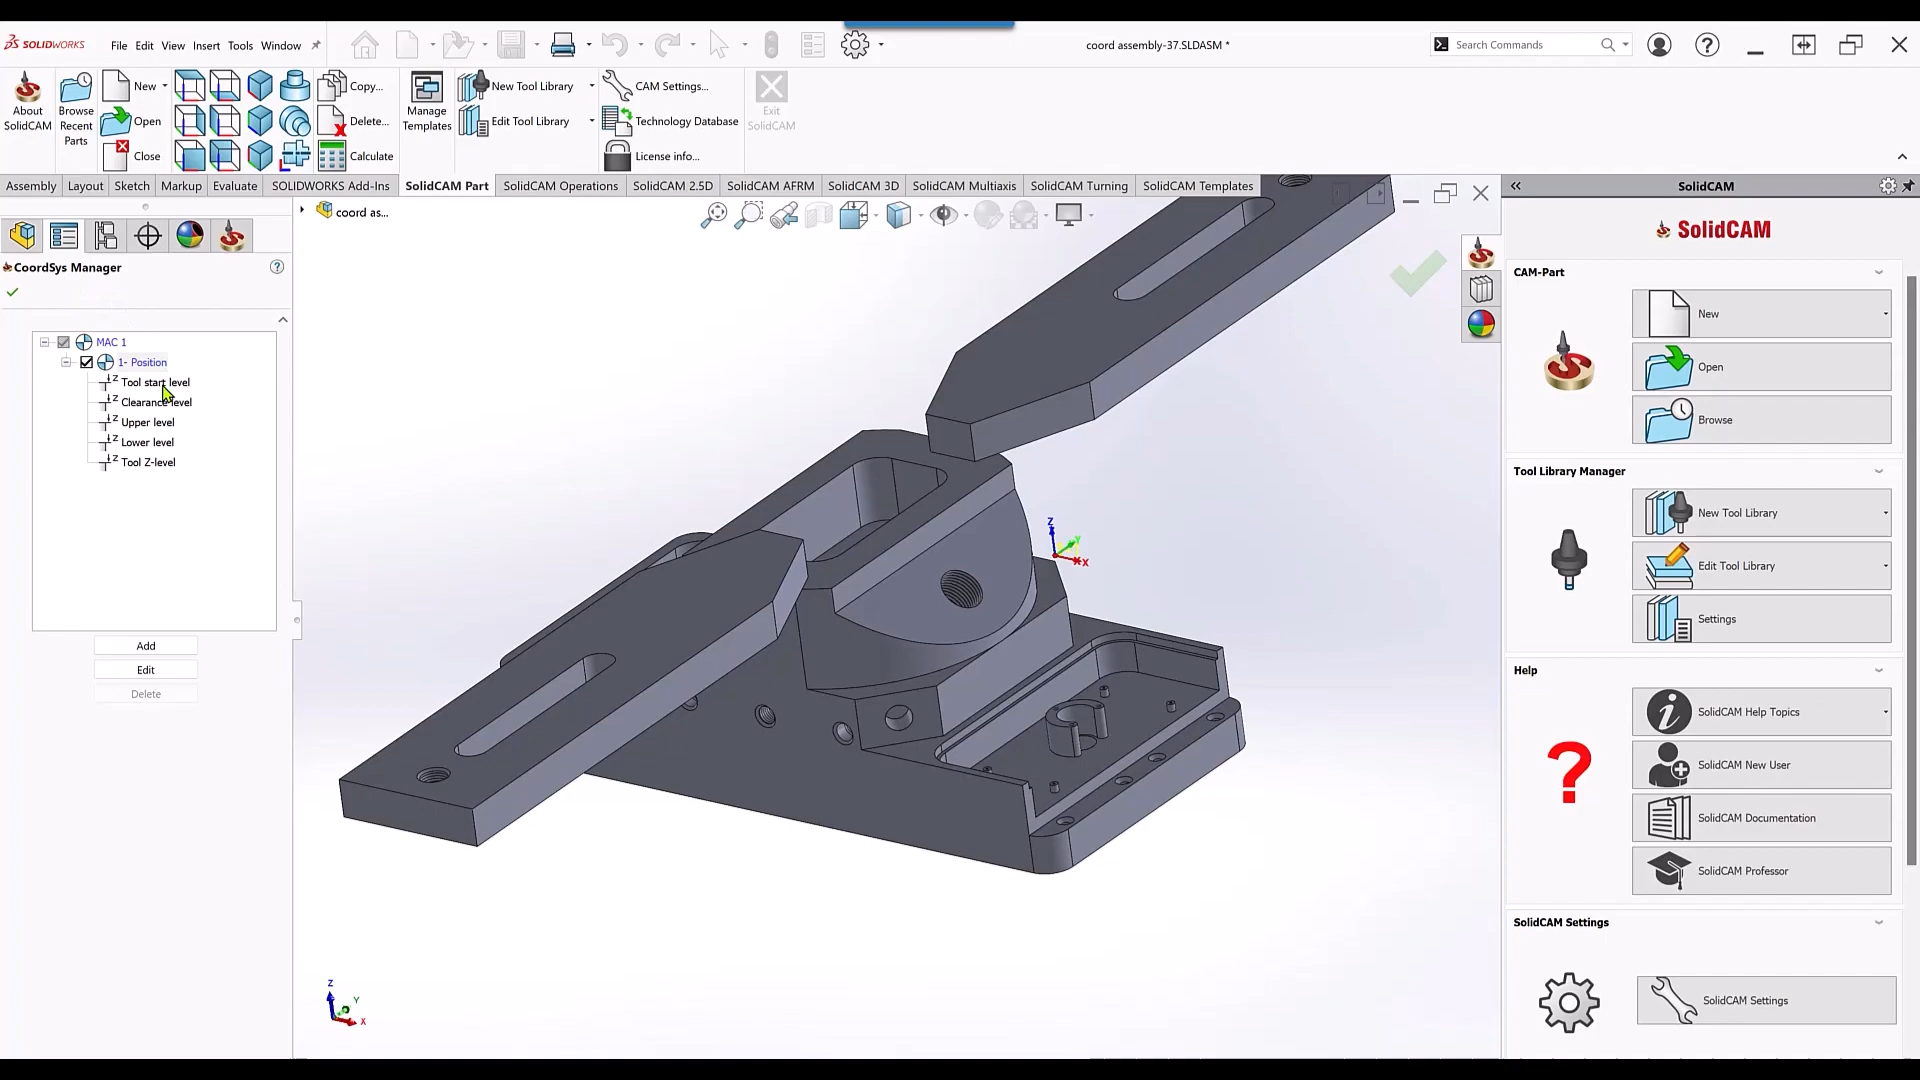 SOLIDWORKS File Edit View Insert Tools Window
coord assembly-37.SLDASM *
Search Commands
About SolidCAM
Browse Recent Parts
New
Open
Close
Copy...
Delete...
Calculate
Manage Templates
New Tool Library
Edit Tool Library
CAM Settings...
Technology Database
License info...
Exit SolidCAM
Assembly Layout Sketch Markup Evaluate SOLIDWORKS Add-Ins SolidCAM Part SolidCAM Operations SolidCAM 2.5D SolidCAM AFRM SolidCAM 3D SolidCAM Multiaxis SolidCAM Turning SolidCAM Templates
coord as...
CoordSys Manager
MAC 1
1- Position
Tool start level
Clearance level
Upper level
Lower level
Tool Z-level
Add
Edit
Delete
Z
Y
X
Z
Y
X
SolidCAM
SolidCAM
CAM-Part
New
Open
Browse
Tool Library Manager
New Tool Library
Edit Tool Library
Settings
Help
SolidCAM Help Topics
SolidCAM New User
SolidCAM Documentation
SolidCAM Professor
SolidCAM Settings
SolidCAM Settings